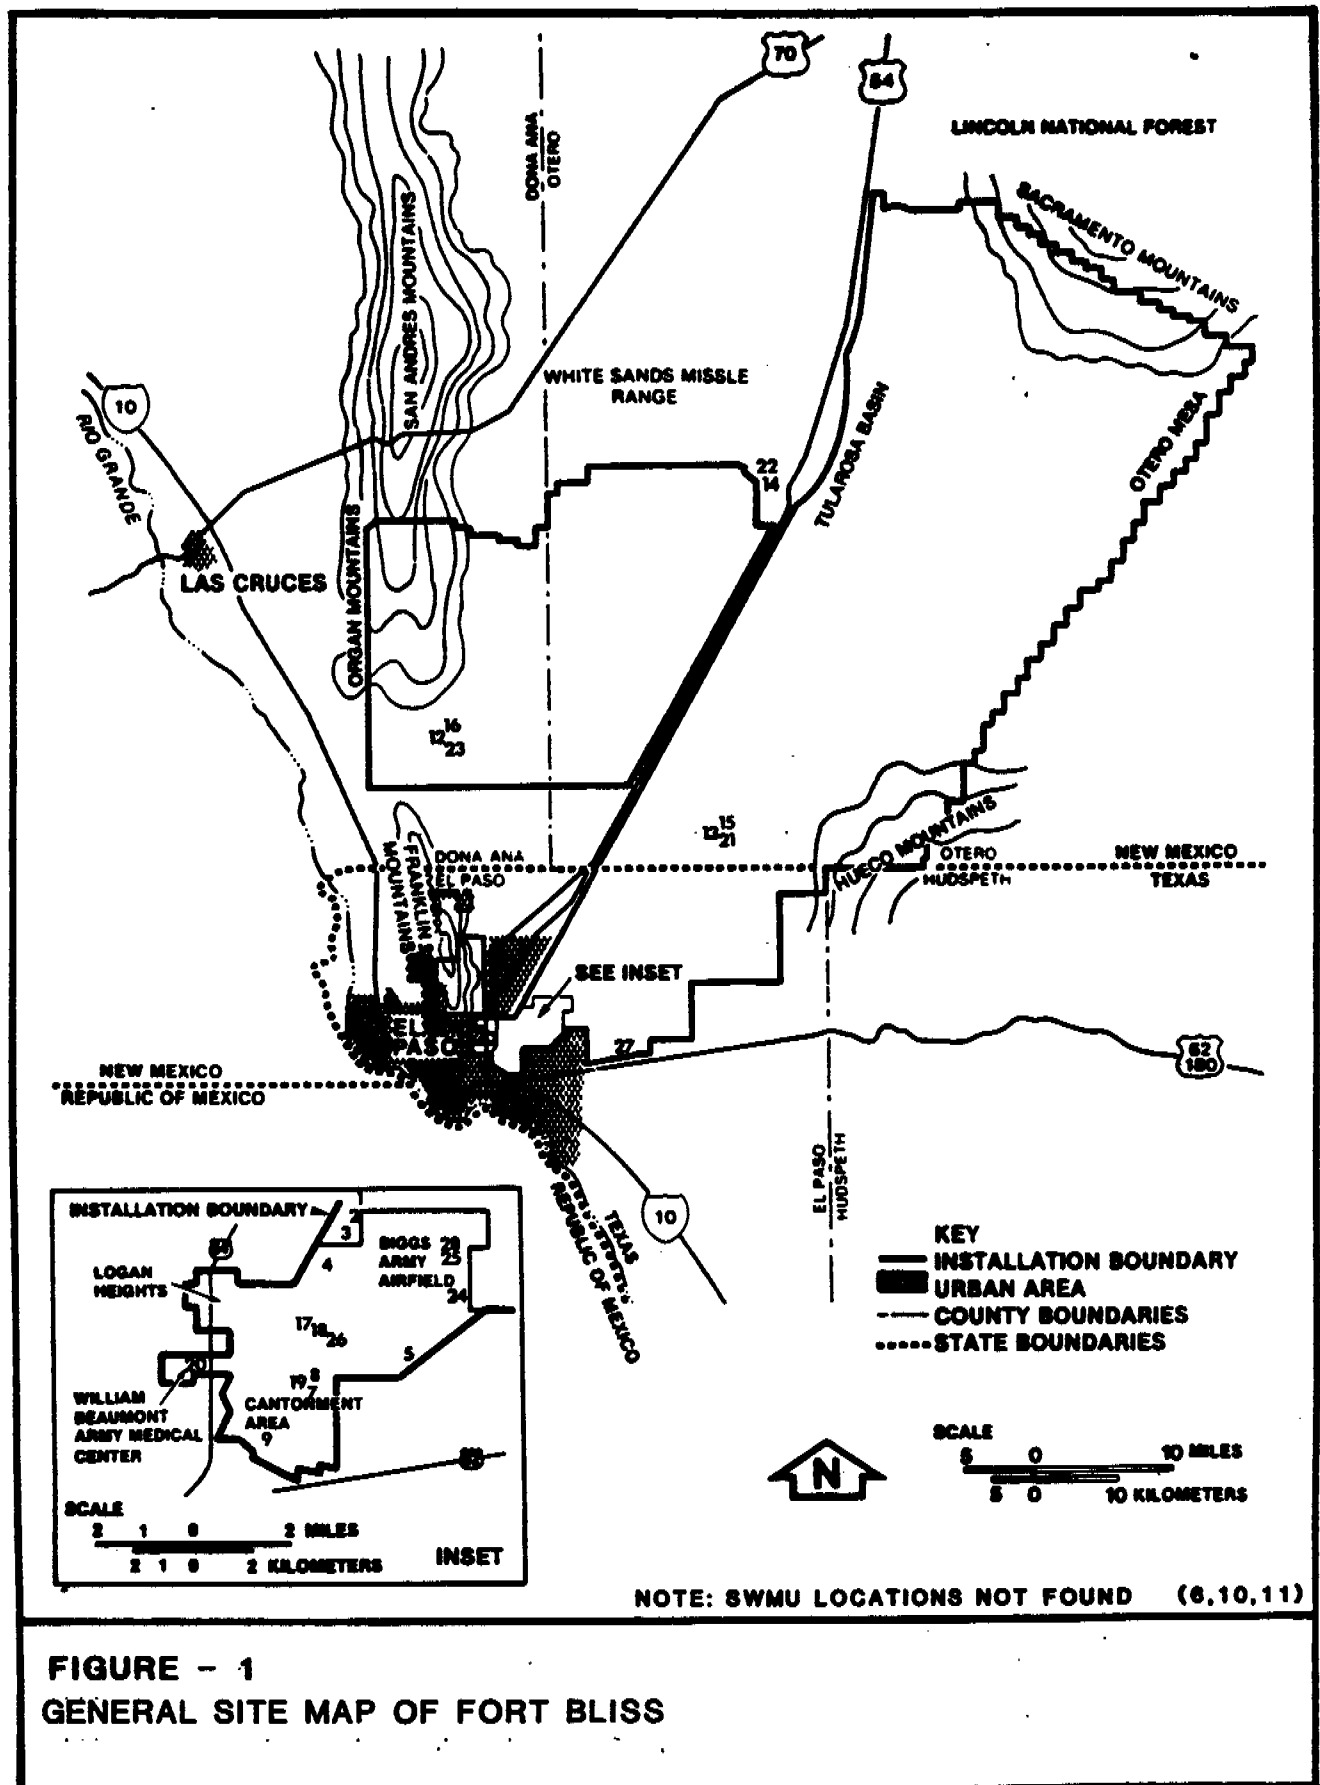 70
54
LINCOLN NATIONAL FOREST
DONA ANA
OTERO
SACRAMENTO MOUNTAINS
SAN ANDRES MOUNTAINS
WHITE SANDS MISSLE
RANGE
10
RIO GRANDE
TULAROSA BASIN
OTERO MESA
22
14
ORGAN MOUNTAINS
LAS CRUCES
16
12
23
15
13
21
HUECO MOUNTAINS
FRANKLIN
MOUNTAINS
DONA ANA
EL PASO
OTERO
HUDSPETH
NEW MEXICO
TEXAS
SEE INSET
EL
PASO
27
62
180
NEW MEXICO
REPUBLIC OF MEXICO
EL PASO
HUDSPETH
TEXAS
REPUBLIC OF MEXICO
10
INSTALLATION BOUNDARY
2
3
4
BIGGS 28
ARMY 25
AIRFIELD
24
LOGAN
HEIGHTS
17
18
26
5
20
19 8
7
WILLIAM
BEAUMONT
ARMY MEDICAL
CENTER
CANTORMENT
AREA
9
SCALE
2 1 0 2 MILES
2 1 0 2 KILOMETERS
INSET
KEY
INSTALLATION BOUNDARY
URBAN AREA
COUNTY BOUNDARIES
STATE BOUNDARIES
N
SCALE
5 0 10 MILES
5 0 10 KILOMETERS
NOTE: SWMU LOCATIONS NOT FOUND (6,10,11)
FIGURE - 1
GENERAL SITE MAP OF FORT BLISS